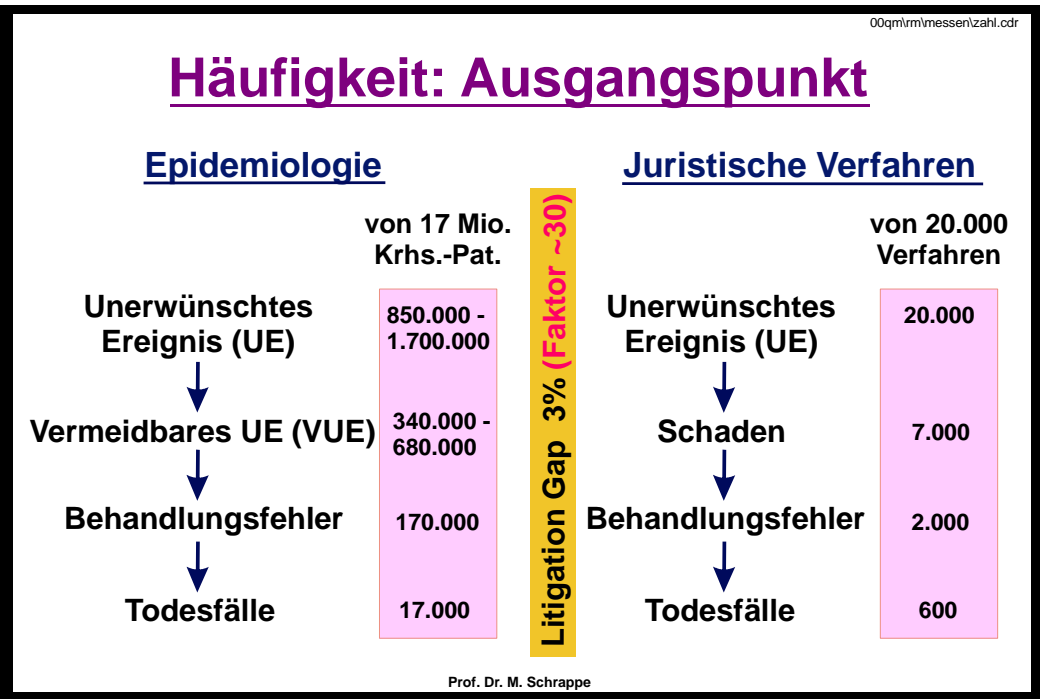 00qm\rm\messen\zahl.cdr
Häufigkeit: Ausgangspunkt
Epidemiologie
von 17 Mio.
Krhs.-Pat.
Unerwünschtes
Ereignis (UE)
850.000 -
1.700.000
Vermeidbares UE (VUE)
340.000 -
680.000
Behandlungsfehler
170.000
Todesfälle
17.000
Litigation Gap 3% (Faktor ~30)
Juristische Verfahren
von 20.000
Verfahren
Unerwünschtes
Ereignis (UE)
20.000
Schaden
7.000
Behandlungsfehler
2.000
Todesfälle
600
Prof. Dr. M. Schrappe